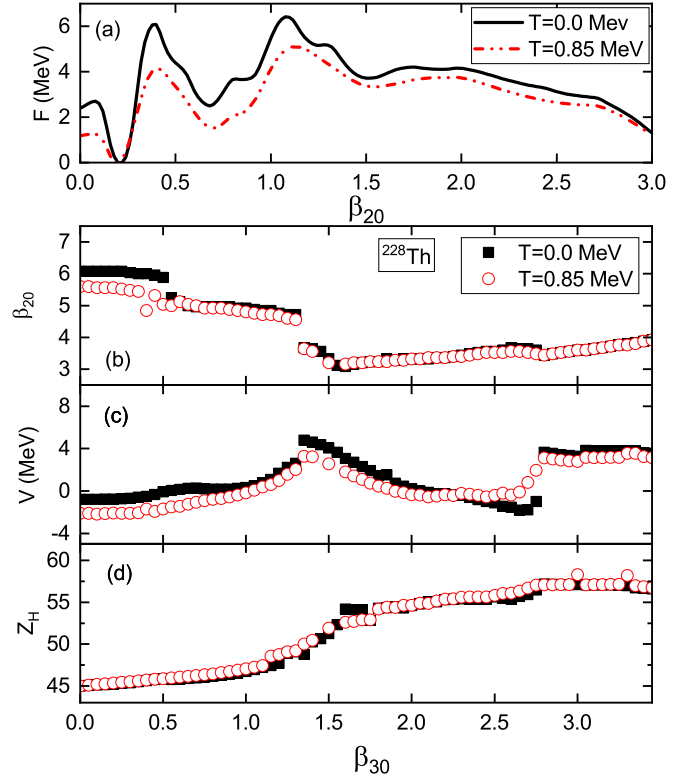 (a)
T=0.0 Mev
T=0.85 MeV
F (MeV)
6
4
2
0
0.0 0.5 1.0 1.5 2.0 2.5 3.0
β20
²²⁸Th
T=0.0 MeV
T=0.85 MeV
β20
7
6
5
4
3
(b)
(c)
V (MeV)
8
4
0
-4
(d)
Z_H
60
55
50
45
0.0 0.5 1.0 1.5 2.0 2.5 3.0
β30